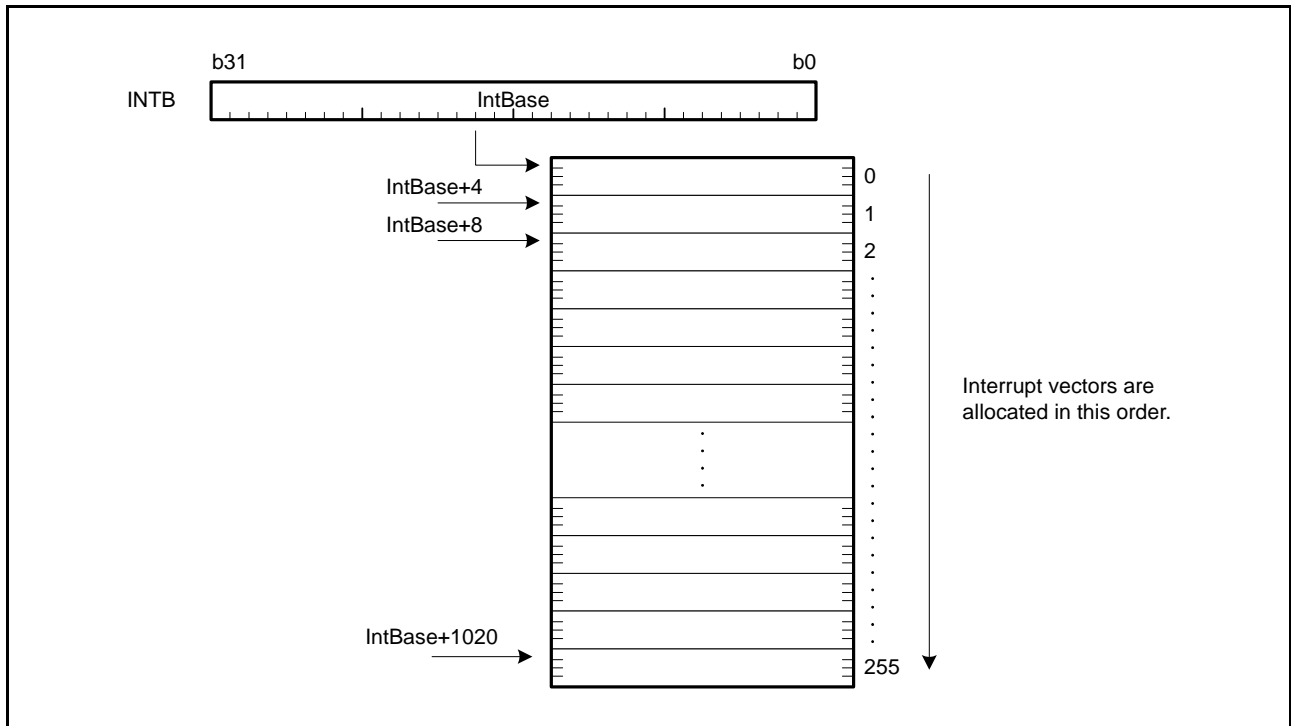 b31 b0
INTB IntBase
IntBase+4
IntBase+8
0
1
2
Interrupt vectors are
allocated in this order.
IntBase+1020
255